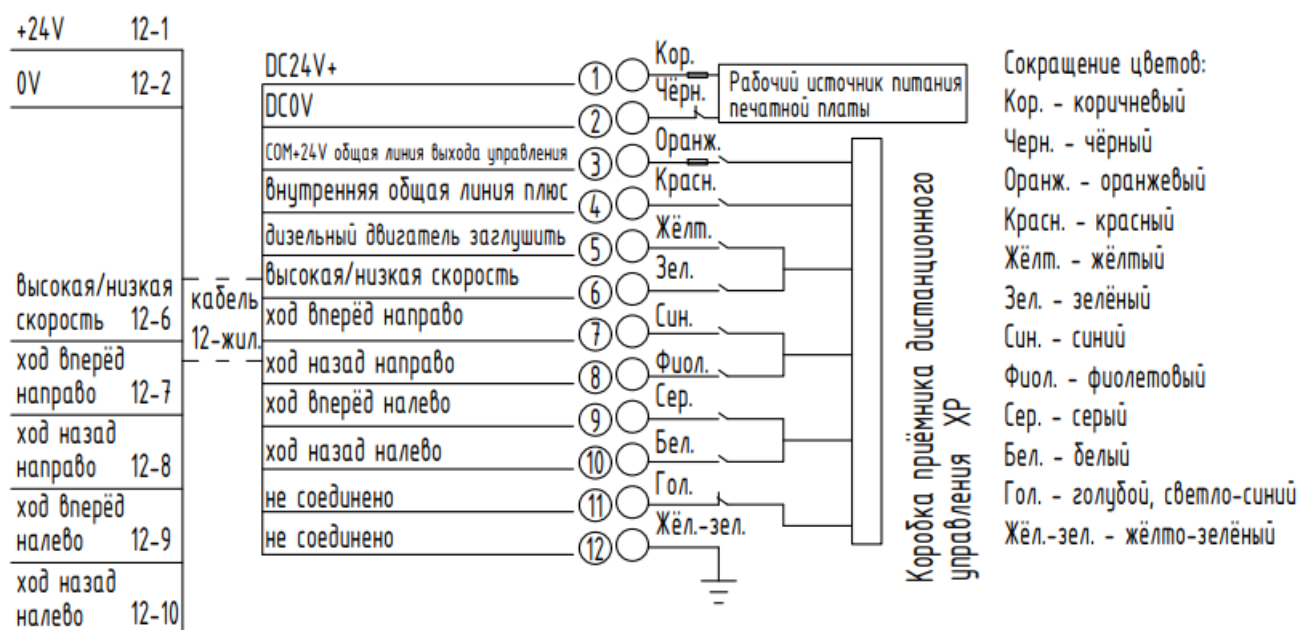 +24V 12-1
0V 12-2
высокая/низкая
скорость 12-6
ход вперёд
направо 12-7
ход назад
направо 12-8
ход вперёд
налево 12-9
ход назад
налево 12-10
кабель
12-жил.
DC24V+
DC0V
COM+24V общая линия выхода управления
внутренняя общая линия плюс
дизельный двигатель заглушить
высокая/низкая скорость
ход вперёд направо
ход назад направо
ход вперёд налево
ход назад налево
не соединено
не соединено
1 Кор.
2 Чёрн.
3 Оранж.
4 Красн.
5 Жёлт.
6 Зел.
7 Син.
8 Фиол.
9 Сер.
10 Бел.
11 Гол.
12 Жёл.-зел.
Рабочий источник питания
печатной платы
Коробка приёмника дистанционного
управления XP
Сокращение цветов:
Кор. - коричневый
Черн. - чёрный
Оранж. - оранжевый
Красн. - красный
Жёлт. - жёлтый
Зел. - зелёный
Син. - синий
Фиол. - фиолетовый
Сер. - серый
Бел. - белый
Гол. - голубой, светло-синий
Жёл.-зел. - жёлто-зелёный